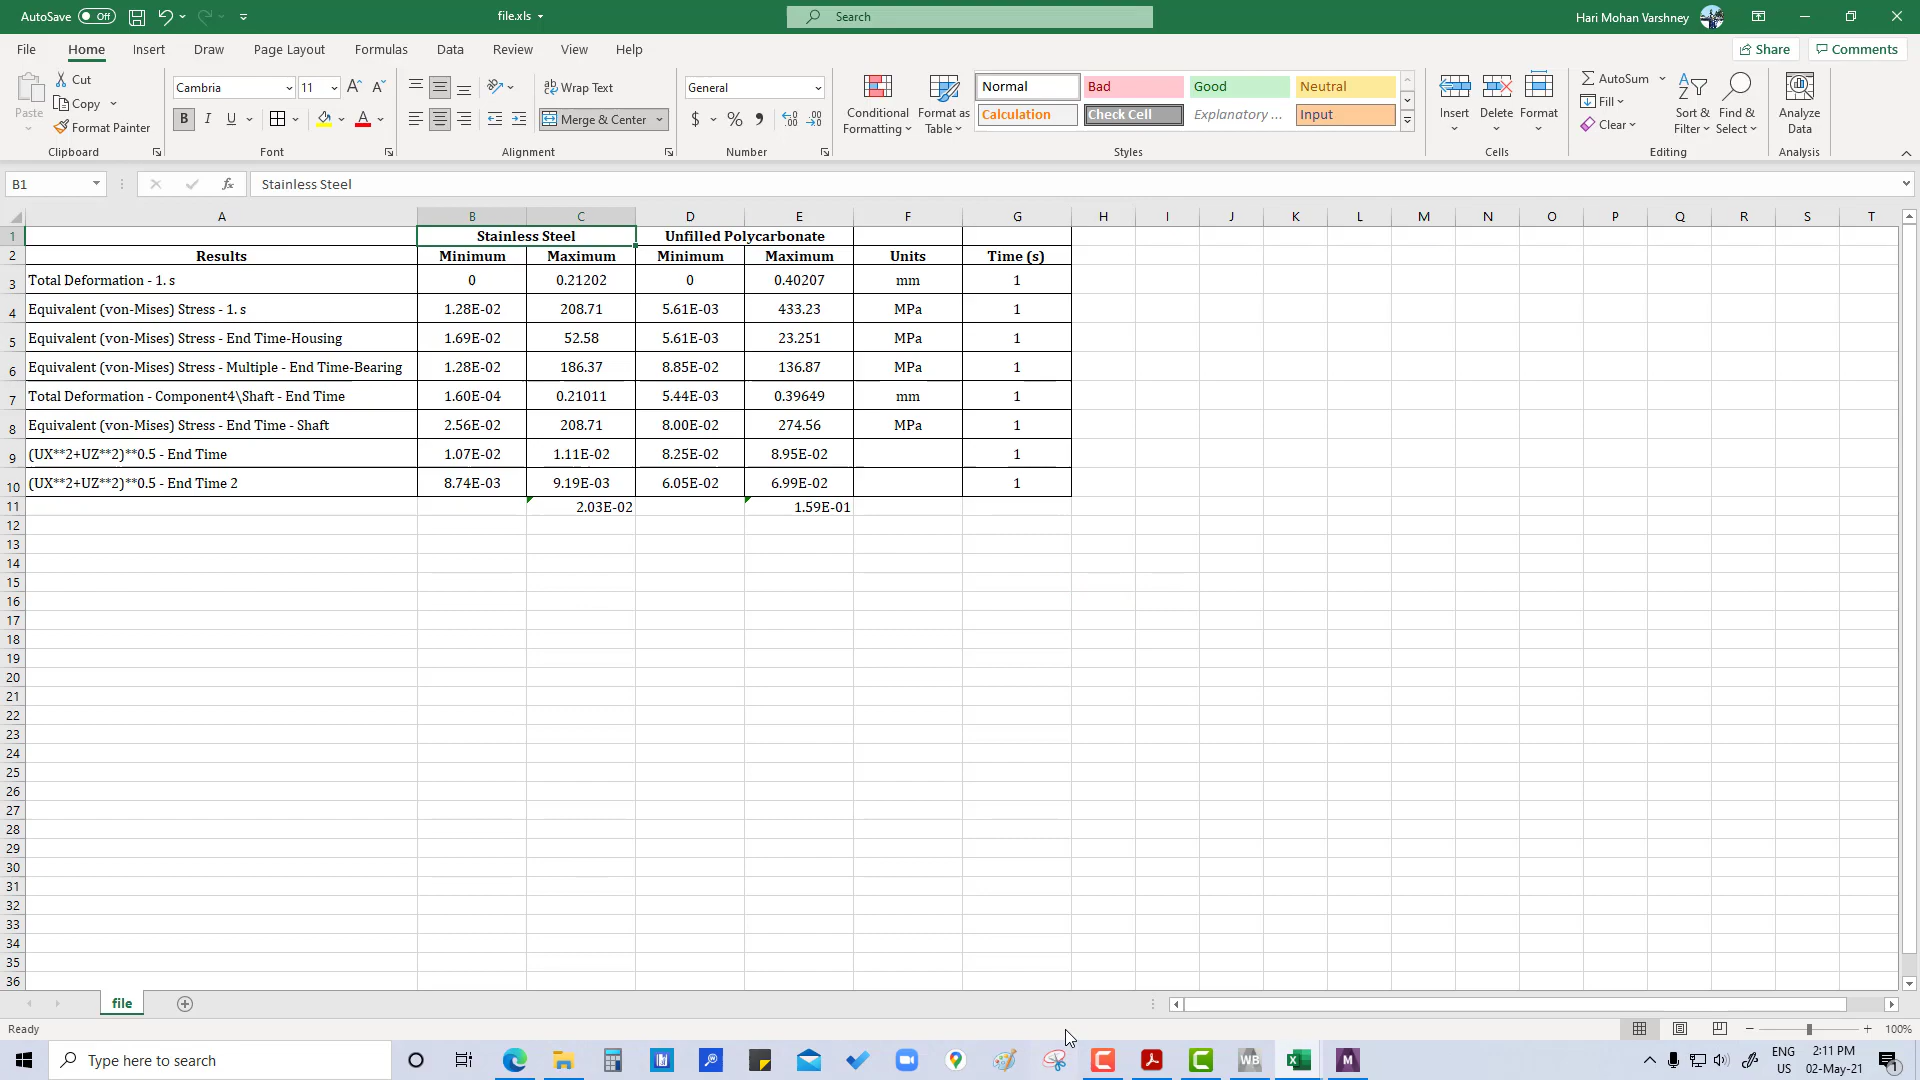 AutoSave Off file.xls Search Hari Mohan Varshney
File Home Insert Draw Page Layout Formulas Data Review View Help Share Comments
Paste Cut Copy Format Painter Clipboard
Cambria 11 B I U Font
Wrap Text Merge & Center Alignment
General $ % Number
Conditional Formatting Format as Table
Normal Bad Good Neutral
Calculation Check Cell Explanatory ... Input
Styles
Insert Delete Format Cells
AutoSum Fill Clear Sort & Filter Find & Select Editing
Analyze Data Analysis
B1 fx Stainless Steel
A B C D E F G H I J K L M N O P Q R S T
1 Stainless Steel Unfilled Polycarbonate
2 Results Minimum Maximum Minimum Maximum Units Time (s)
3 Total Deformation - 1. s 0 0.21202 0 0.40207 mm 1
4 Equivalent (von-Mises) Stress - 1. s 1.28E-02 208.71 5.61E-03 433.23 MPa 1
5 Equivalent (von-Mises) Stress - End Time-Housing 1.69E-02 52.58 5.61E-03 23.251 MPa 1
6 Equivalent (von-Mises) Stress - Multiple - End Time-Bearing 1.28E-02 186.37 8.85E-02 136.87 MPa 1
7 Total Deformation - Component4\Shaft - End Time 1.60E-04 0.21011 5.44E-03 0.39649 mm 1
8 Equivalent (von-Mises) Stress - End Time - Shaft 2.56E-02 208.71 8.00E-02 274.56 MPa 1
9 (UX**2+UZ**2)**0.5 - End Time 1.07E-02 1.11E-02 8.25E-02 8.95E-02 1
10 (UX**2+UZ**2)**0.5 - End Time 2 8.74E-03 9.19E-03 6.05E-02 6.99E-02 1
11 2.03E-02 1.59E-01
12
13
14
15
16
17
18
19
20
21
22
23
24
25
26
27
28
29
30
31
32
33
34
35
36
file
Ready 100%
Type here to search WB M ENG US 2:11 PM 02-May-21 1